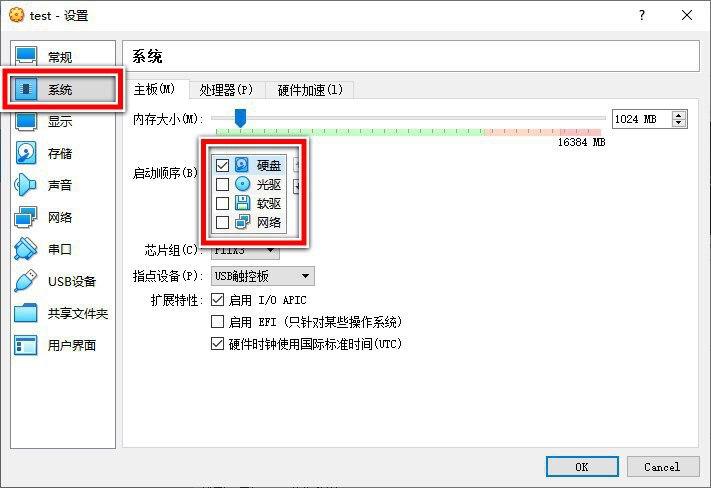 test - 设置
常规
系统
显示
存储
声音
网络
串口
USB设备
共享文件夹
用户界面
系统
主板(M) 处理器(P) 硬件加速(l)
内存大小(M): 1024 MB
16384 MB
启动顺序(B)
硬盘
光驱
软驱
网络
芯片组(C): PIIX3
指点设备(P): USB触控板
扩展特性: 启用 I/O APIC
启用 EFI (只针对某些操作系统)
硬件时钟使用国际标准时间(UTC)
OK Cancel